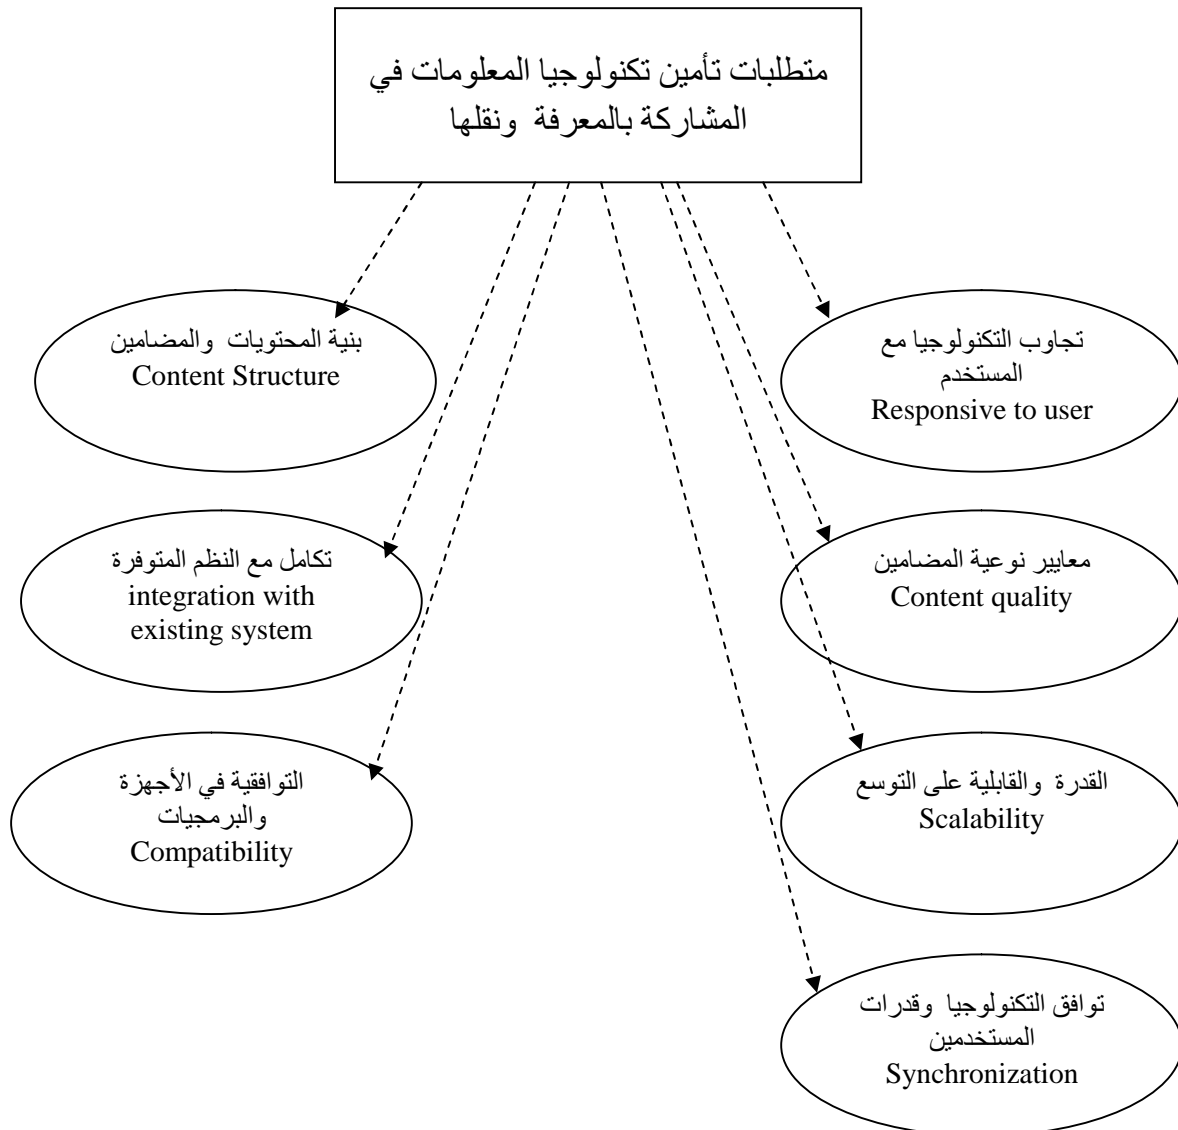 متطلبات تأمين تكنولوجيا المعلومات في
المشاركة بالمعرفة ونقلها
تجاوب التكنولوجيا مع
المستخدم
Responsive to user
بنية المحتويات والمضامين
Content Structure
معايير نوعية المضامين
Content quality
تكامل مع النظم المتوفرة
integration with
existing system
القدرة والقابلية على التوسع
Scalability
التوافقية في الأجهزة
والبرمجيات
Compatibility
توافق التكنولوجيا وقدرات
المستخدمين
Synchronization